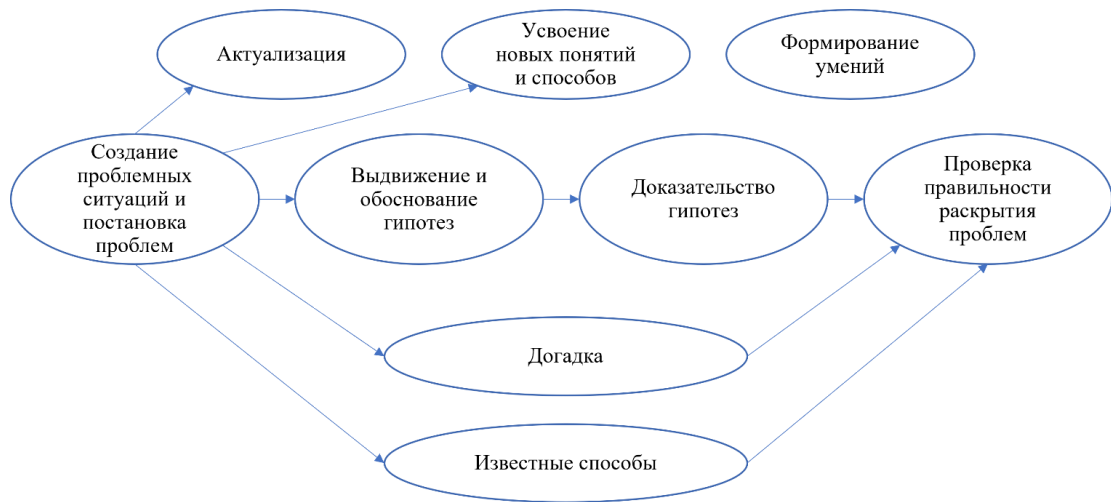 Актуализация
Усвоение
новых понятий
и способов
Формирование
умений
Создание
проблемных
ситуаций и
постановка
проблем
Выдвижение и
обоснование
гипотез
Доказательство
гипотез
Проверка
правильности
раскрытия
проблем
Догадка
Известные способы